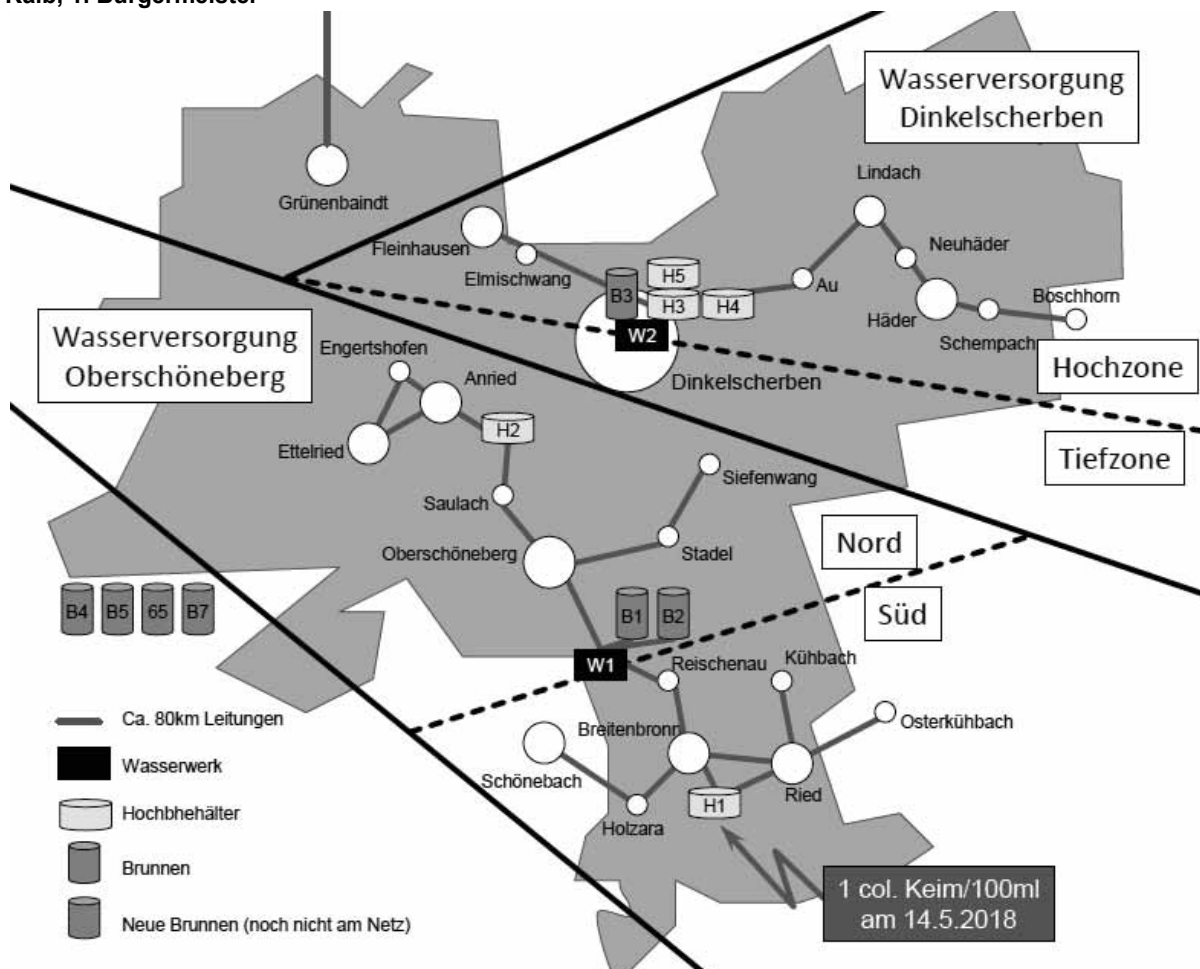 Kalb, 1. Bürgermeister
Wasserversorgung
Dinkelscherben
Lindach
Grünenbaindt
Fleinhausen
Neuhäder
Elmischwang
H5
B3
H3
H4
Au
Böschhorn
Häder
Schempach
W2
Wasserversorgung
Oberschöneberg
Engertshofen
Anried
Dinkelscherben
Hochzone
H2
Ettelried
Tiefzone
Siefenwang
Saulach
Oberschöneberg
Stadel
Nord
B4
B5
65
B7
B1
B2
Süd
W1
Reischenau
Kühbach
Ca. 80km Leitungen
Breitenbronn
Osterkühbach
Wasserwerk
Schönebach
Ried
Hochbhehälter
H1
Holzara
Brunnen
1 col. Keim/100ml
am 14.5.2018
Neue Brunnen (noch nicht am Netz)